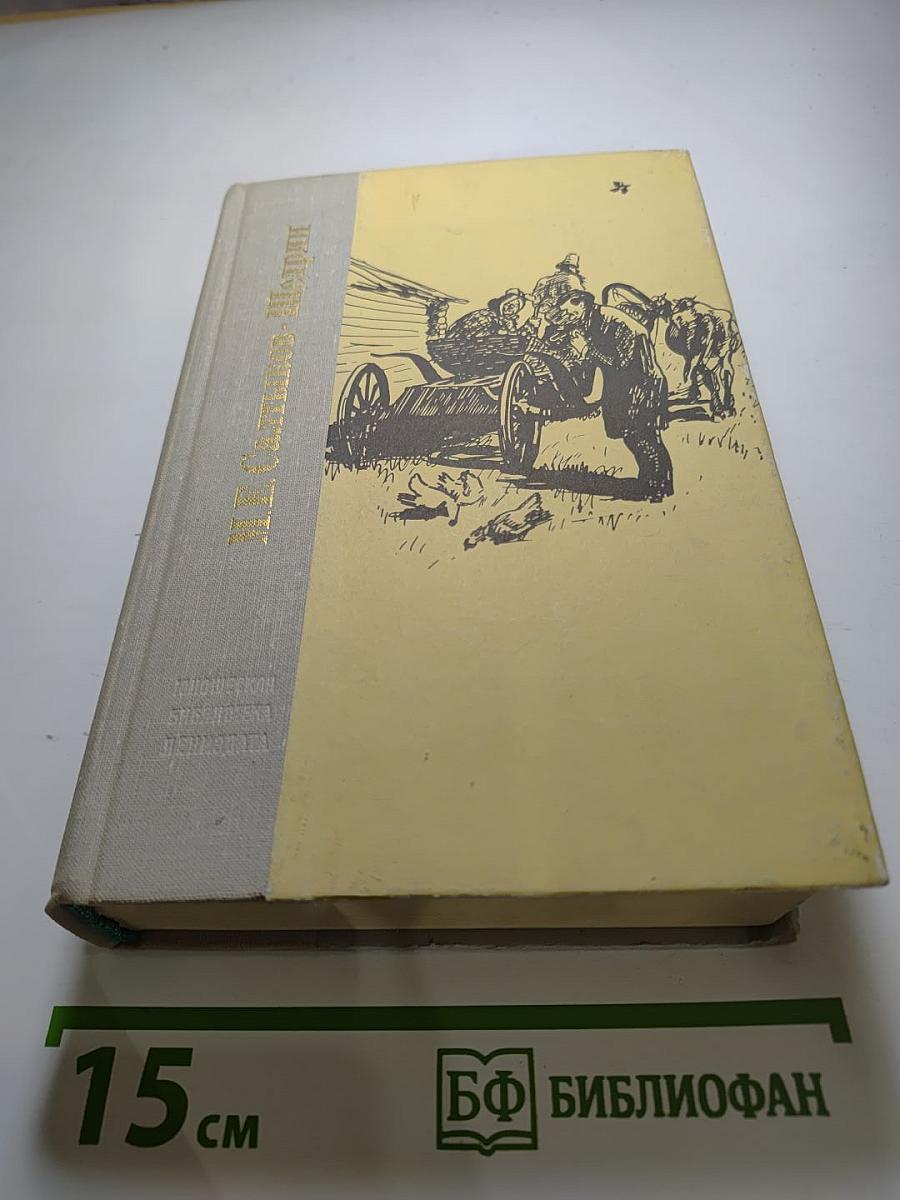 М.Е. Салтыков-Щедрин
ЮНОШЕСКАЯ
БИБЛИОТЕКА
ЛЕНИЗДАТА
15 см
БФ БИБЛИОФАН